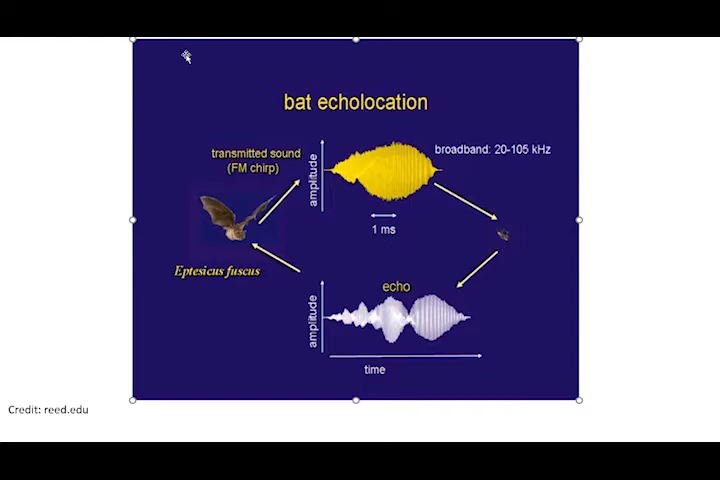 bat echolocation
transmitted sound
(FM chirp)
amplitude
broadband: 20-105 kHz
1 ms
Eptesicus fuscus
echo
amplitude
time
Credit: reed.edu